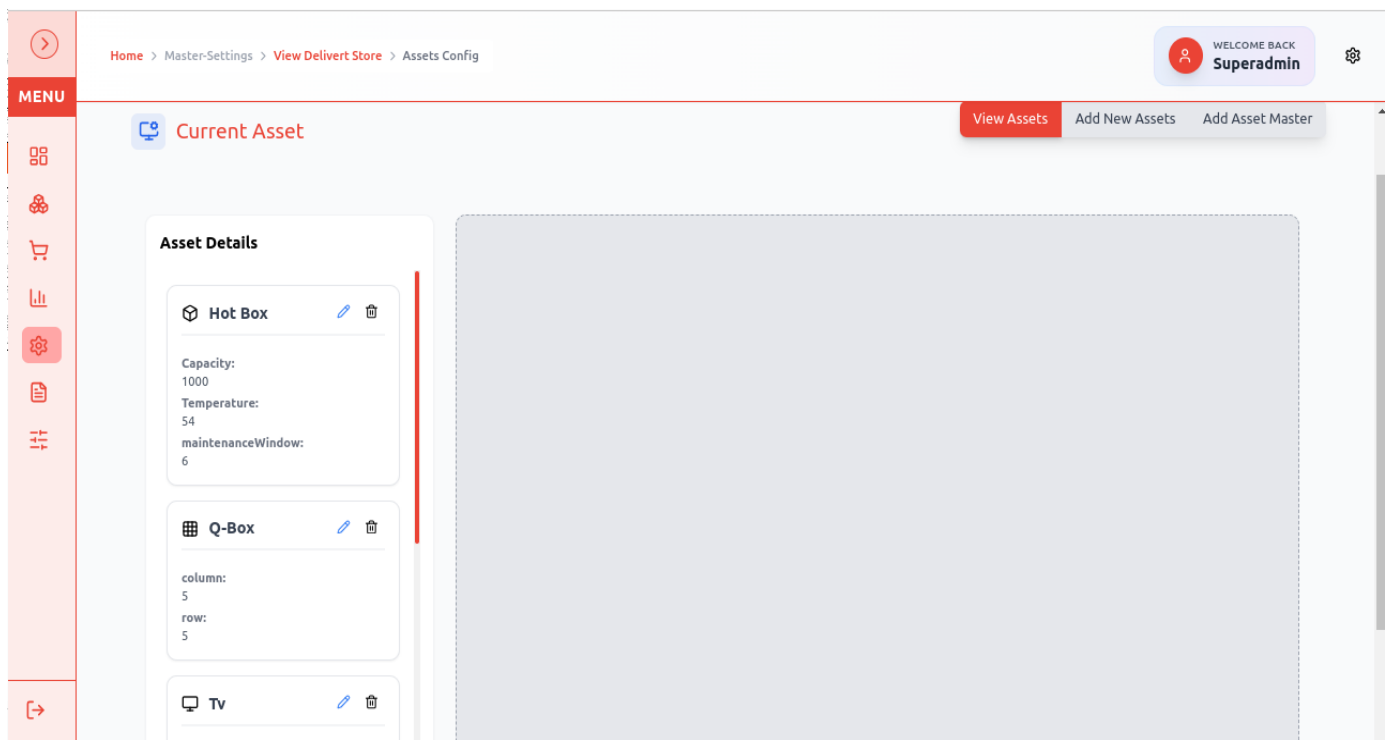 Home > Master-Settings > View Delivert Store > Assets Config
WELCOME BACK
Superadmin
MENU
Current Asset
View Assets Add New Assets Add Asset Master
Asset Details
Hot Box
Capacity:
1000
Temperature:
54
maintenanceWindow:
6
Q-Box
column:
5
row:
5
Tv